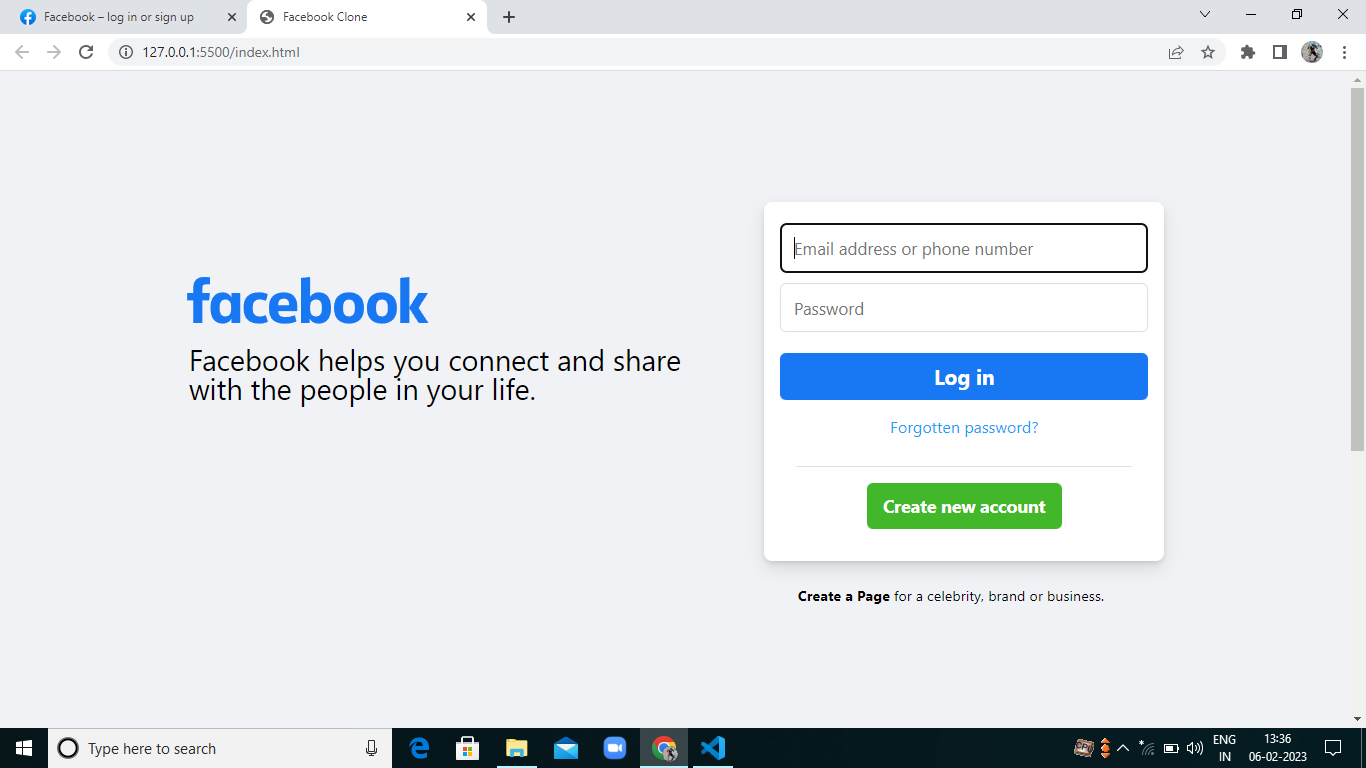 Facebook – log in or sign up
Facebook Clone
127.0.0.1:5500/index.html
facebook
Facebook helps you connect and share
with the people in your life.
Email address or phone number
Password
Log in
Forgotten password?
Create new account
Create a Page for a celebrity, brand or business.
Type here to search
ENG
IN
13:36
06-02-2023